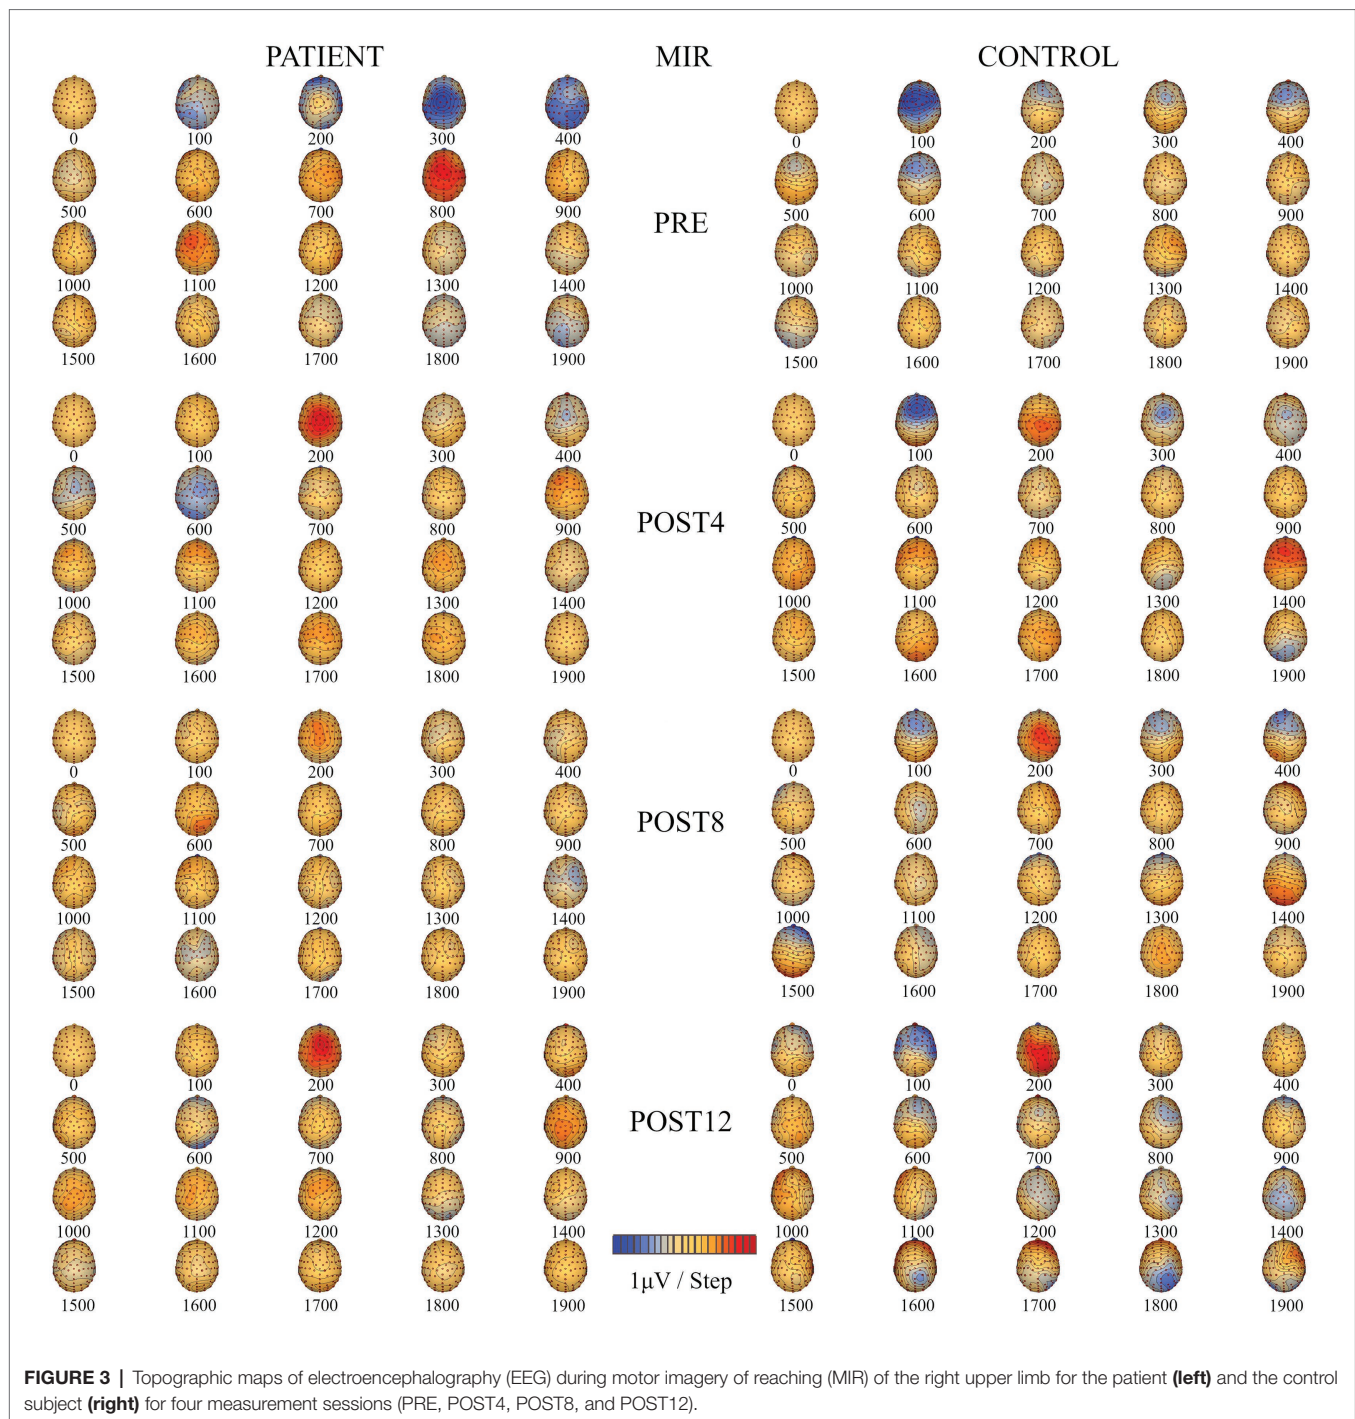 PATIENT MIR CONTROL
0 100 200 300 400
0 100 200 300 400
500 600 700 800 900
500 600 700 800 900
PRE
1000 1100 1200 1300 1400
1000 1100 1200 1300 1400
1500 1600 1700 1800 1900
1500 1600 1700 1800 1900
0 100 200 300 400
0 100 200 300 400
500 600 700 800 900
500 600 700 800 900
POST4
1000 1100 1200 1300 1400
1000 1100 1200 1300 1400
1500 1600 1700 1800 1900
1500 1600 1700 1800 1900
0 100 200 300 400
0 100 200 300 400
500 600 700 800 900
500 600 700 800 900
POST8
1000 1100 1200 1300 1400
1000 1100 1200 1300 1400
1500 1600 1700 1800 1900
1500 1600 1700 1800 1900
0 100 200 300 400
0 100 200 300 400
500 600 700 800 900
500 600 700 800 900
POST12
1000 1100 1200 1300 1400
1000 1100 1200 1300 1400
1500 1600 1700 1800 1900
1500 1600 1700 1800 1900
1µV / Step
FIGURE 3 | Topographic maps of electroencephalography (EEG) during motor imagery of reaching (MIR) of the right upper limb for the patient (left) and the control
subject (right) for four measurement sessions (PRE, POST4, POST8, and POST12).